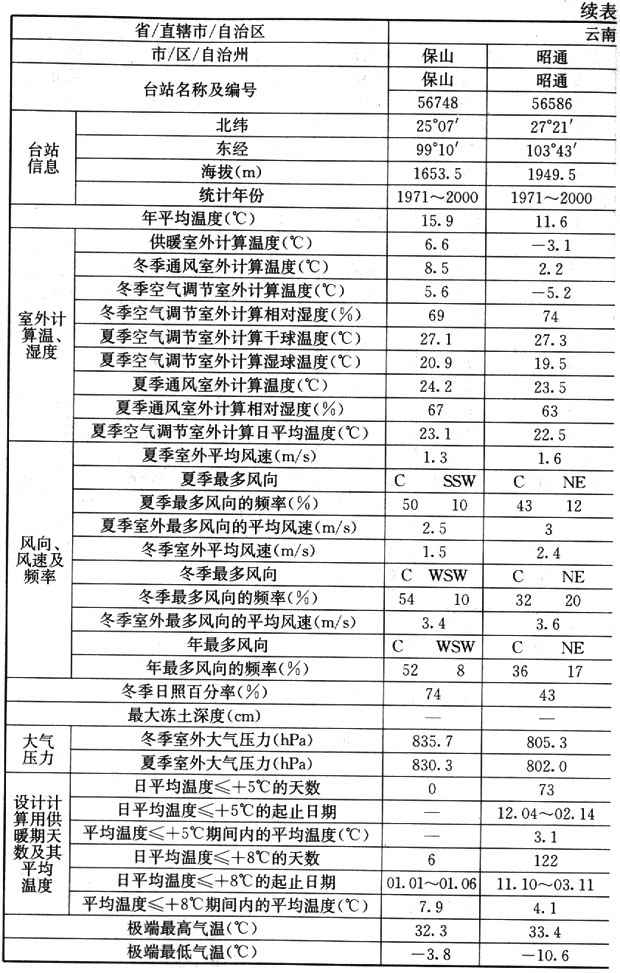 续表
省/直辖市/自治区 云南
市/区/自治州 保山 昭通
台站名称及编号 保山 昭通
56748 56586
台站信息 北纬 25°07′ 27°21′
东经 99°10′ 103°43′
海拔(m) 1653.5 1949.5
统计年份 1971～2000 1971～2000
年平均温度(℃) 15.9 11.6
室外计算温、湿度 供暖室外计算温度(℃) 6.6 −3.1
冬季通风室外计算温度(℃) 8.5 2.2
冬季空气调节室外计算温度(℃) 5.6 −5.2
冬季空气调节室外计算相对湿度(%) 69 74
夏季空气调节室外计算干球温度(℃) 27.1 27.3
夏季空气调节室外计算湿球温度(℃) 20.9 19.5
夏季通风室外计算温度(℃) 24.2 23.5
夏季通风室外计算相对湿度(%) 67 63
夏季空气调节室外计算日平均温度(℃) 23.1 22.5
风向、风速及频率 夏季室外平均风速(m/s) 1.3 1.6
夏季最多风向 C SSW C NE
夏季最多风向的频率(%) 50 10 43 12
夏季室外最多风向的平均风速(m/s) 2.5 3
冬季室外平均风速(m/s) 1.5 2.4
冬季最多风向 C WSW C NE
冬季最多风向的频率(%) 54 10 32 20
冬季室外最多风向的平均风速(m/s) 3.4 3.6
年最多风向 C WSW C NE
年最多风向的频率(%) 52 8 36 17
冬季日照百分率(%) 74 43
最大冻土深度(cm) — —
大气压力 冬季室外大气压力(hPa) 835.7 805.3
夏季室外大气压力(hPa) 830.3 802.0
设计计算用供暖期天数及其平均温度 日平均温度≤+5℃的天数 0 73
日平均温度≤+5℃的起止日期 — 12.04～02.14
平均温度≤+5℃期间内的平均温度(℃) — 3.1
日平均温度≤+8℃的天数 6 122
日平均温度≤+8℃的起止日期 01.01～01.06 11.10～03.11
平均温度≤+8℃期间内的平均温度(℃) 7.9 4.1
极端最高气温(℃) 32.3 33.4
极端最低气温(℃) −3.8 −10.6